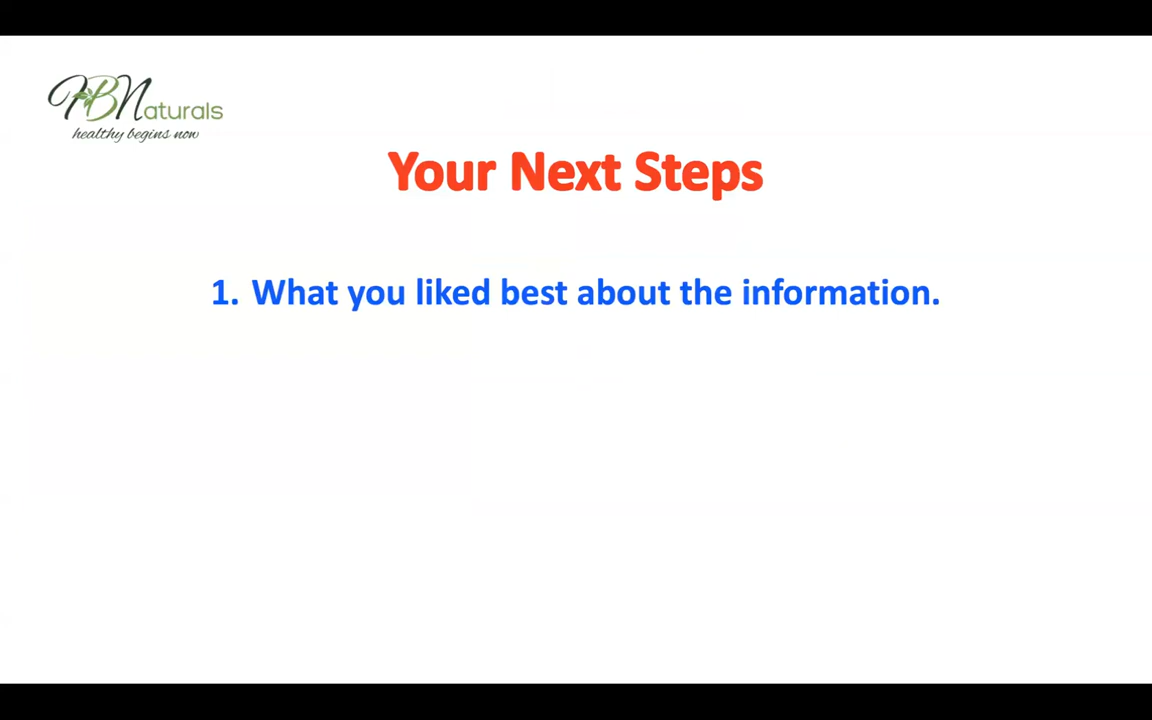 HBNaturals
healthy begins now
Your Next Steps
1. What you liked best about the information.